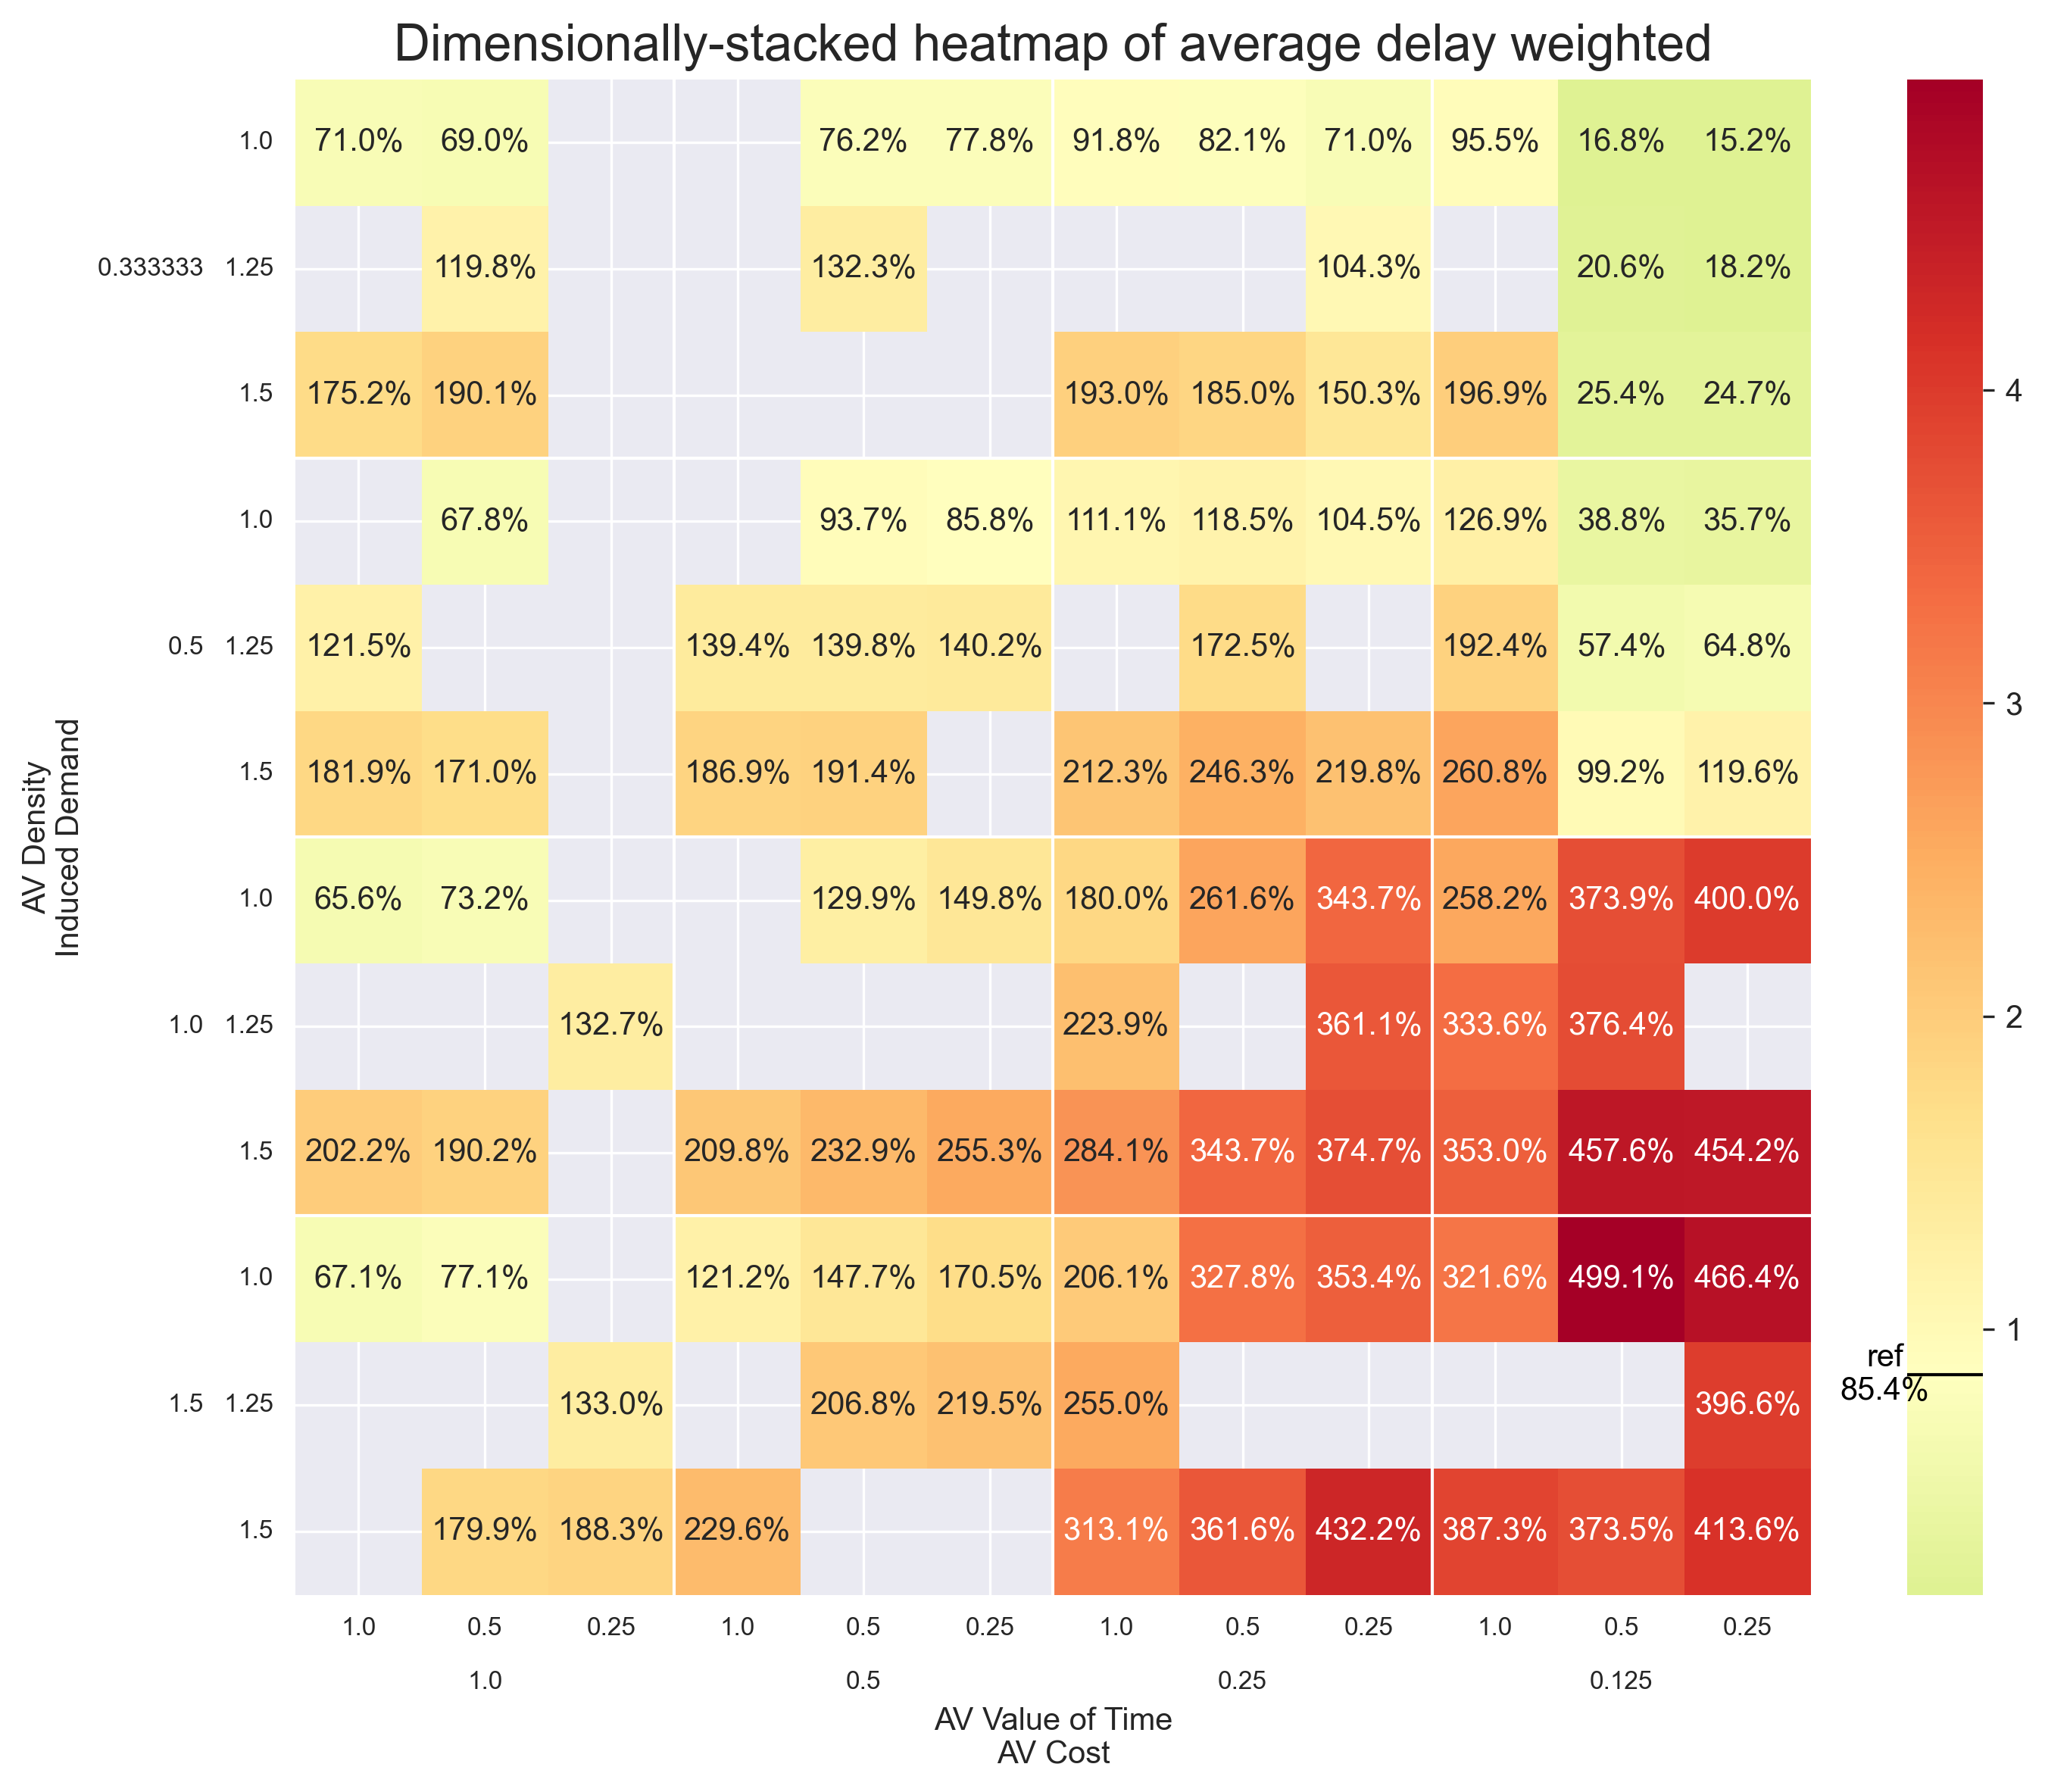 Dimensionally-stacked heatmap of average delay weighted
1.0 71.0% 69.0% 76.2% 77.8% 91.8% 82.1% 71.0% 95.5% 16.8% 15.2%
0.333333 1.25 119.8% 132.3% 104.3% 20.6% 18.2%
1.5 175.2% 190.1% 193.0% 185.0% 150.3% 196.9% 25.4% 24.7%
1.0 67.8% 93.7% 85.8% 111.1% 118.5% 104.5% 126.9% 38.8% 35.7%
0.5 1.25 121.5% 139.4% 139.8% 140.2% 172.5% 192.4% 57.4% 64.8%
1.5 181.9% 171.0% 186.9% 191.4% 212.3% 246.3% 219.8% 260.8% 99.2% 119.6%
1.0 65.6% 73.2% 129.9% 149.8% 180.0% 261.6% 343.7% 258.2% 373.9% 400.0%
1.0 1.25 132.7% 223.9% 361.1% 333.6% 376.4%
1.5 202.2% 190.2% 209.8% 232.9% 255.3% 284.1% 343.7% 374.7% 353.0% 457.6% 454.2%
1.0 67.1% 77.1% 121.2% 147.7% 170.5% 206.1% 327.8% 353.4% 321.6% 499.1% 466.4%
1.5 1.25 133.0% 206.8% 219.5% 255.0% 396.6%
1.5 179.9% 188.3% 229.6% 313.1% 361.6% 432.2% 387.3% 373.5% 413.6%
1.0 0.5 0.25 1.0 0.5 0.25 1.0 0.5 0.25 1.0 0.5 0.25
1.0 0.5 0.25 0.125
AV Value of Time
AV Cost
AV Density
Induced Demand
4
3
2
1
ref
85.4%